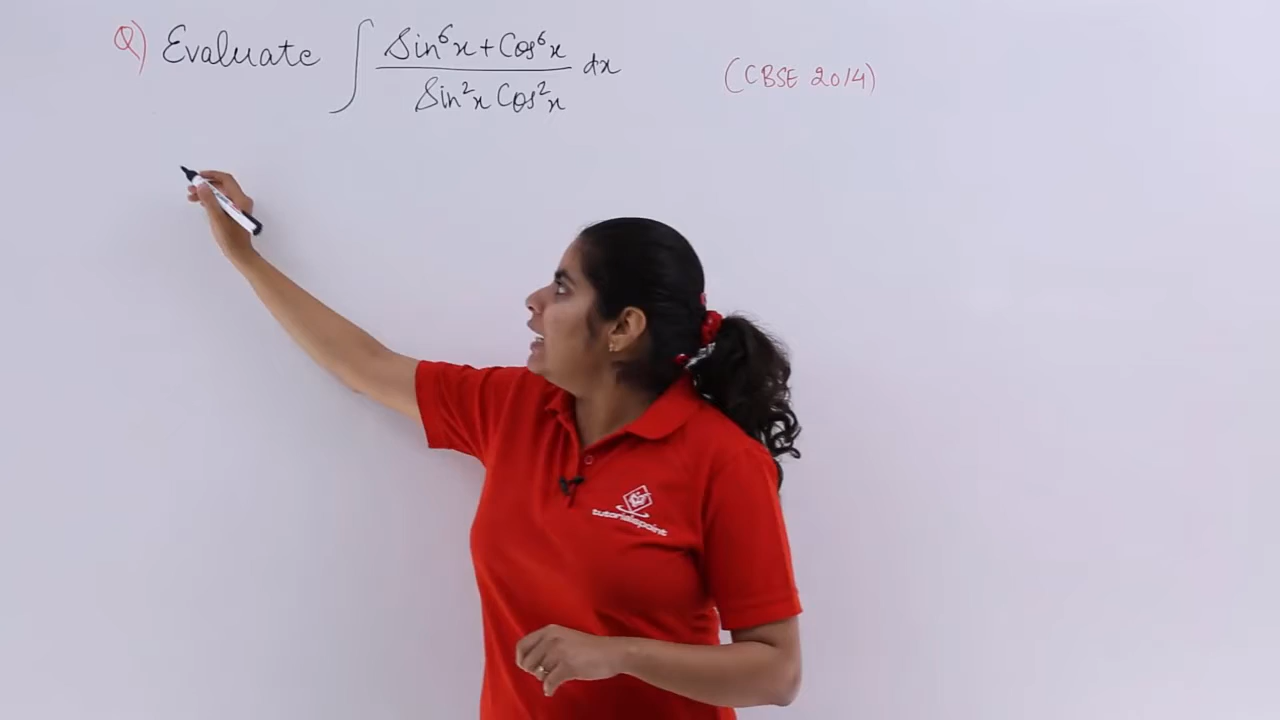 Q) Evaluate ∫ (Sin⁶x + Cos⁶x)/(Sin²x Cos²x) dx (CBSE 2014)
tutorialspoint